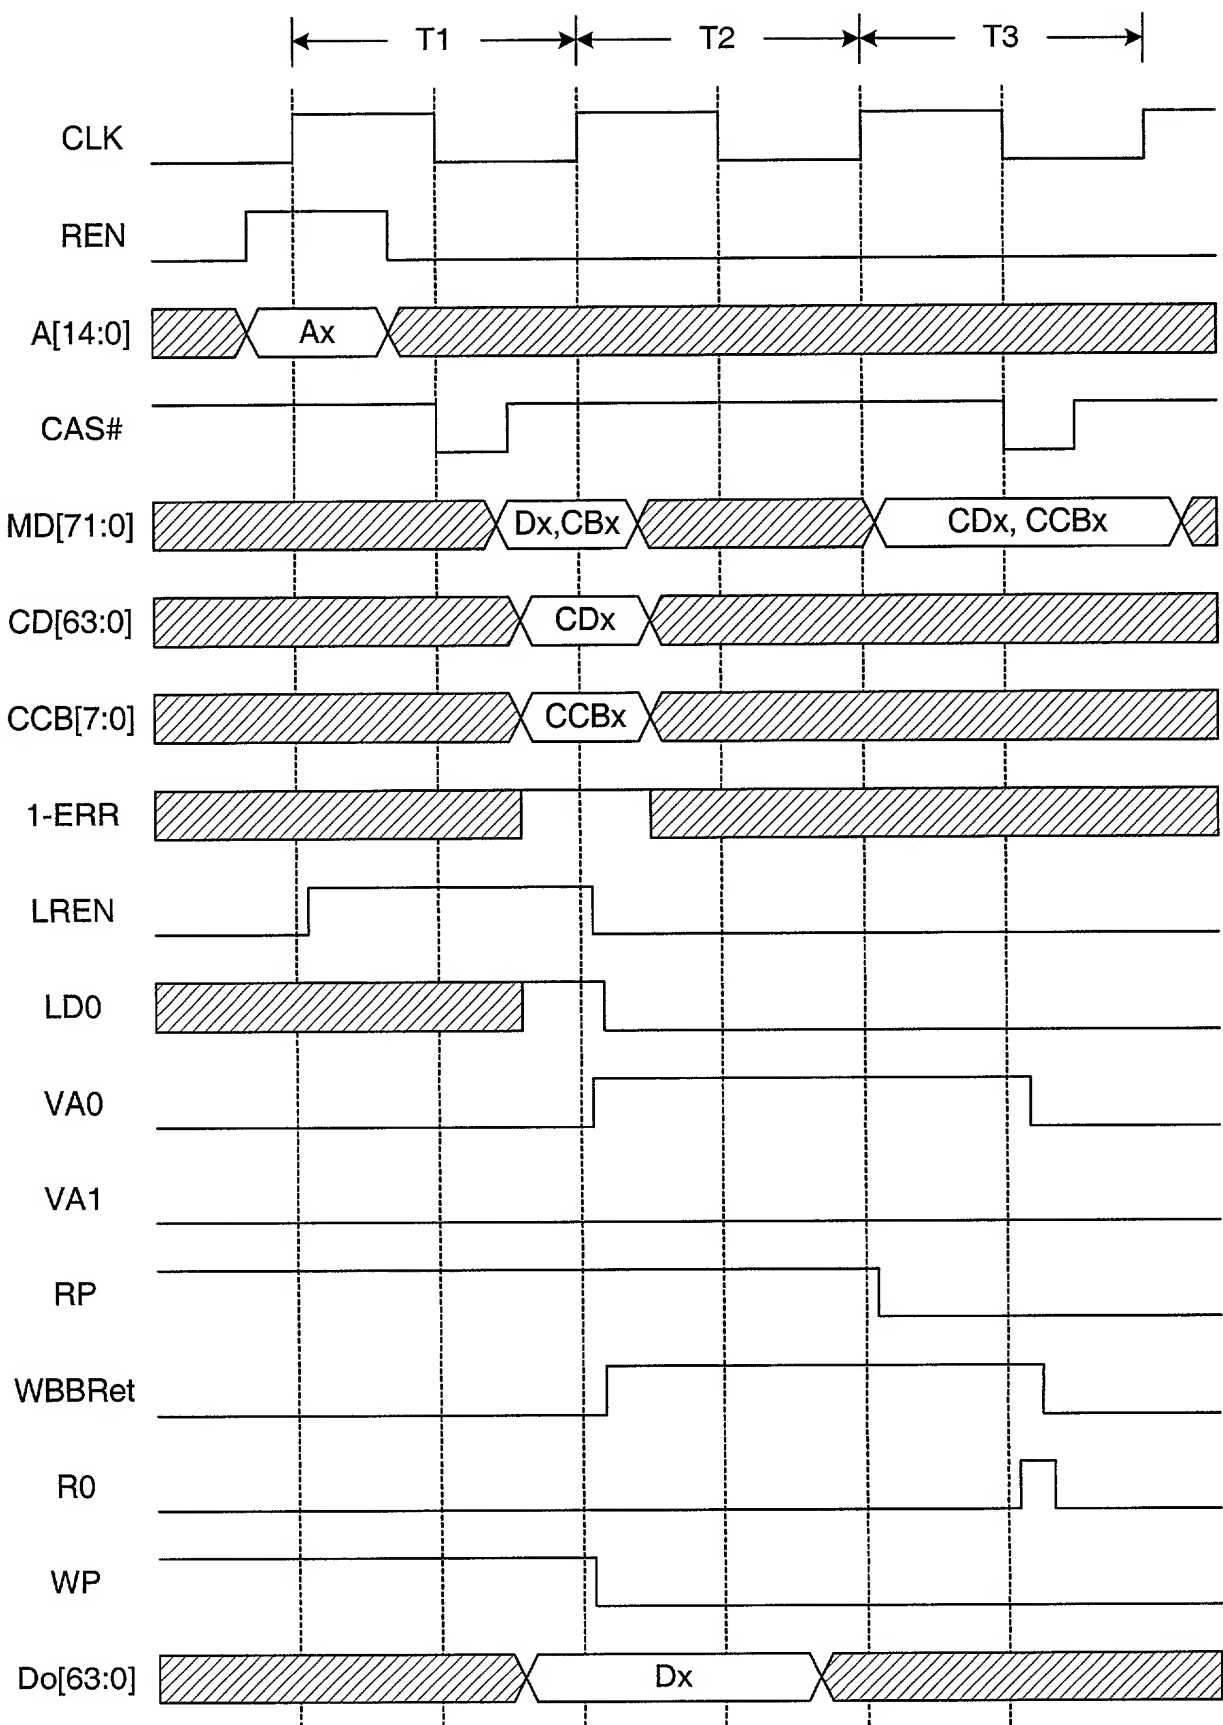 T1 T2 T3
CLK
REN
A[14:0] Ax
CAS#
MD[71:0] Dx,CBx CDx, CCBx
CD[63:0] CDx
CCB[7:0] CCBx
1-ERR
LREN
LD0
VA0
VA1
RP
WBBRet
R0
WP
Do[63:0] Dx